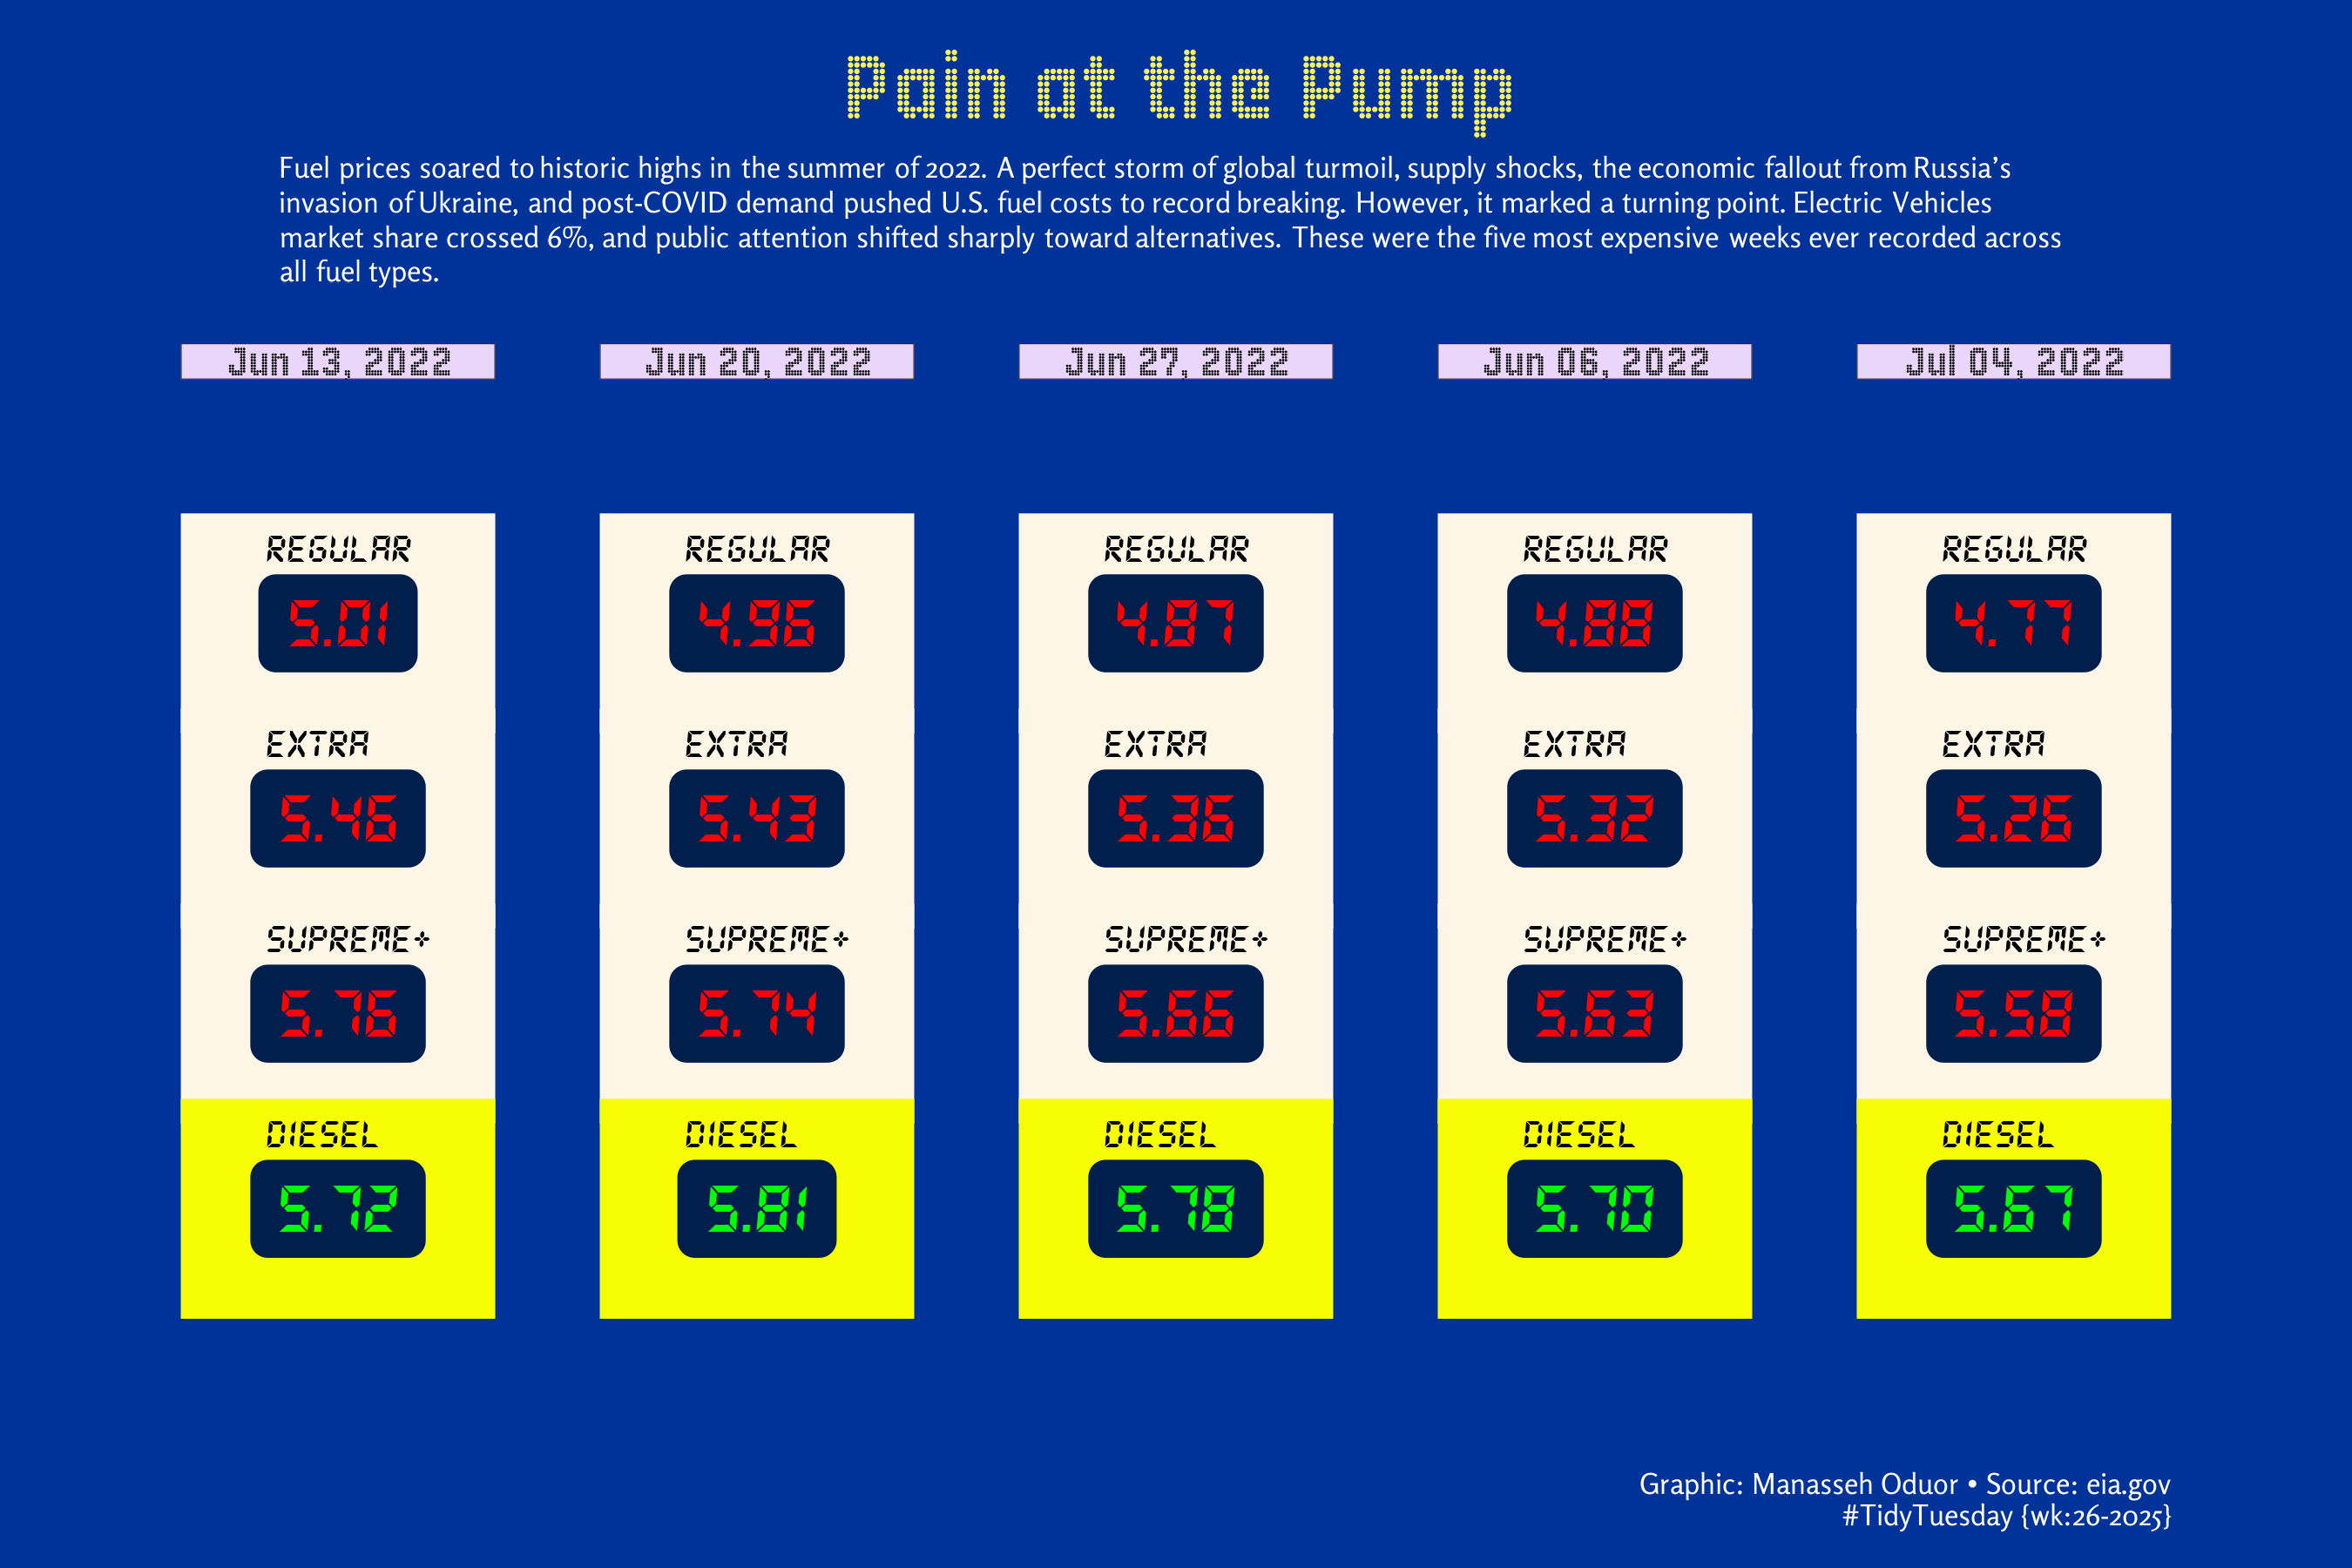 Pain at the Pump
Fuel prices soared to historic highs in the summer of 2022. A perfect storm of global turmoil, supply shocks, the economic fallout from Russia’s
invasion of Ukraine, and post-COVID demand pushed U.S. fuel costs to record breaking. However, it marked a turning point. Electric Vehicles
market share crossed 6%, and public attention shifted sharply toward alternatives. These were the five most expensive weeks ever recorded across
all fuel types.
Jun 13, 2022
REGULAR
5.01
EXTRA
5.46
SUPREME+
5.76
DIESEL
5.72
Jun 20, 2022
REGULAR
4.96
EXTRA
5.43
SUPREME+
5.74
DIESEL
5.81
Jun 27, 2022
REGULAR
4.87
EXTRA
5.36
SUPREME+
5.66
DIESEL
5.78
Jun 06, 2022
REGULAR
4.88
EXTRA
5.32
SUPREME+
5.63
DIESEL
5.70
Jul 04, 2022
REGULAR
4.77
EXTRA
5.26
SUPREME+
5.58
DIESEL
5.67
Graphic: Manasseh Oduor • Source: eia.gov
#TidyTuesday {wk:26-2025}